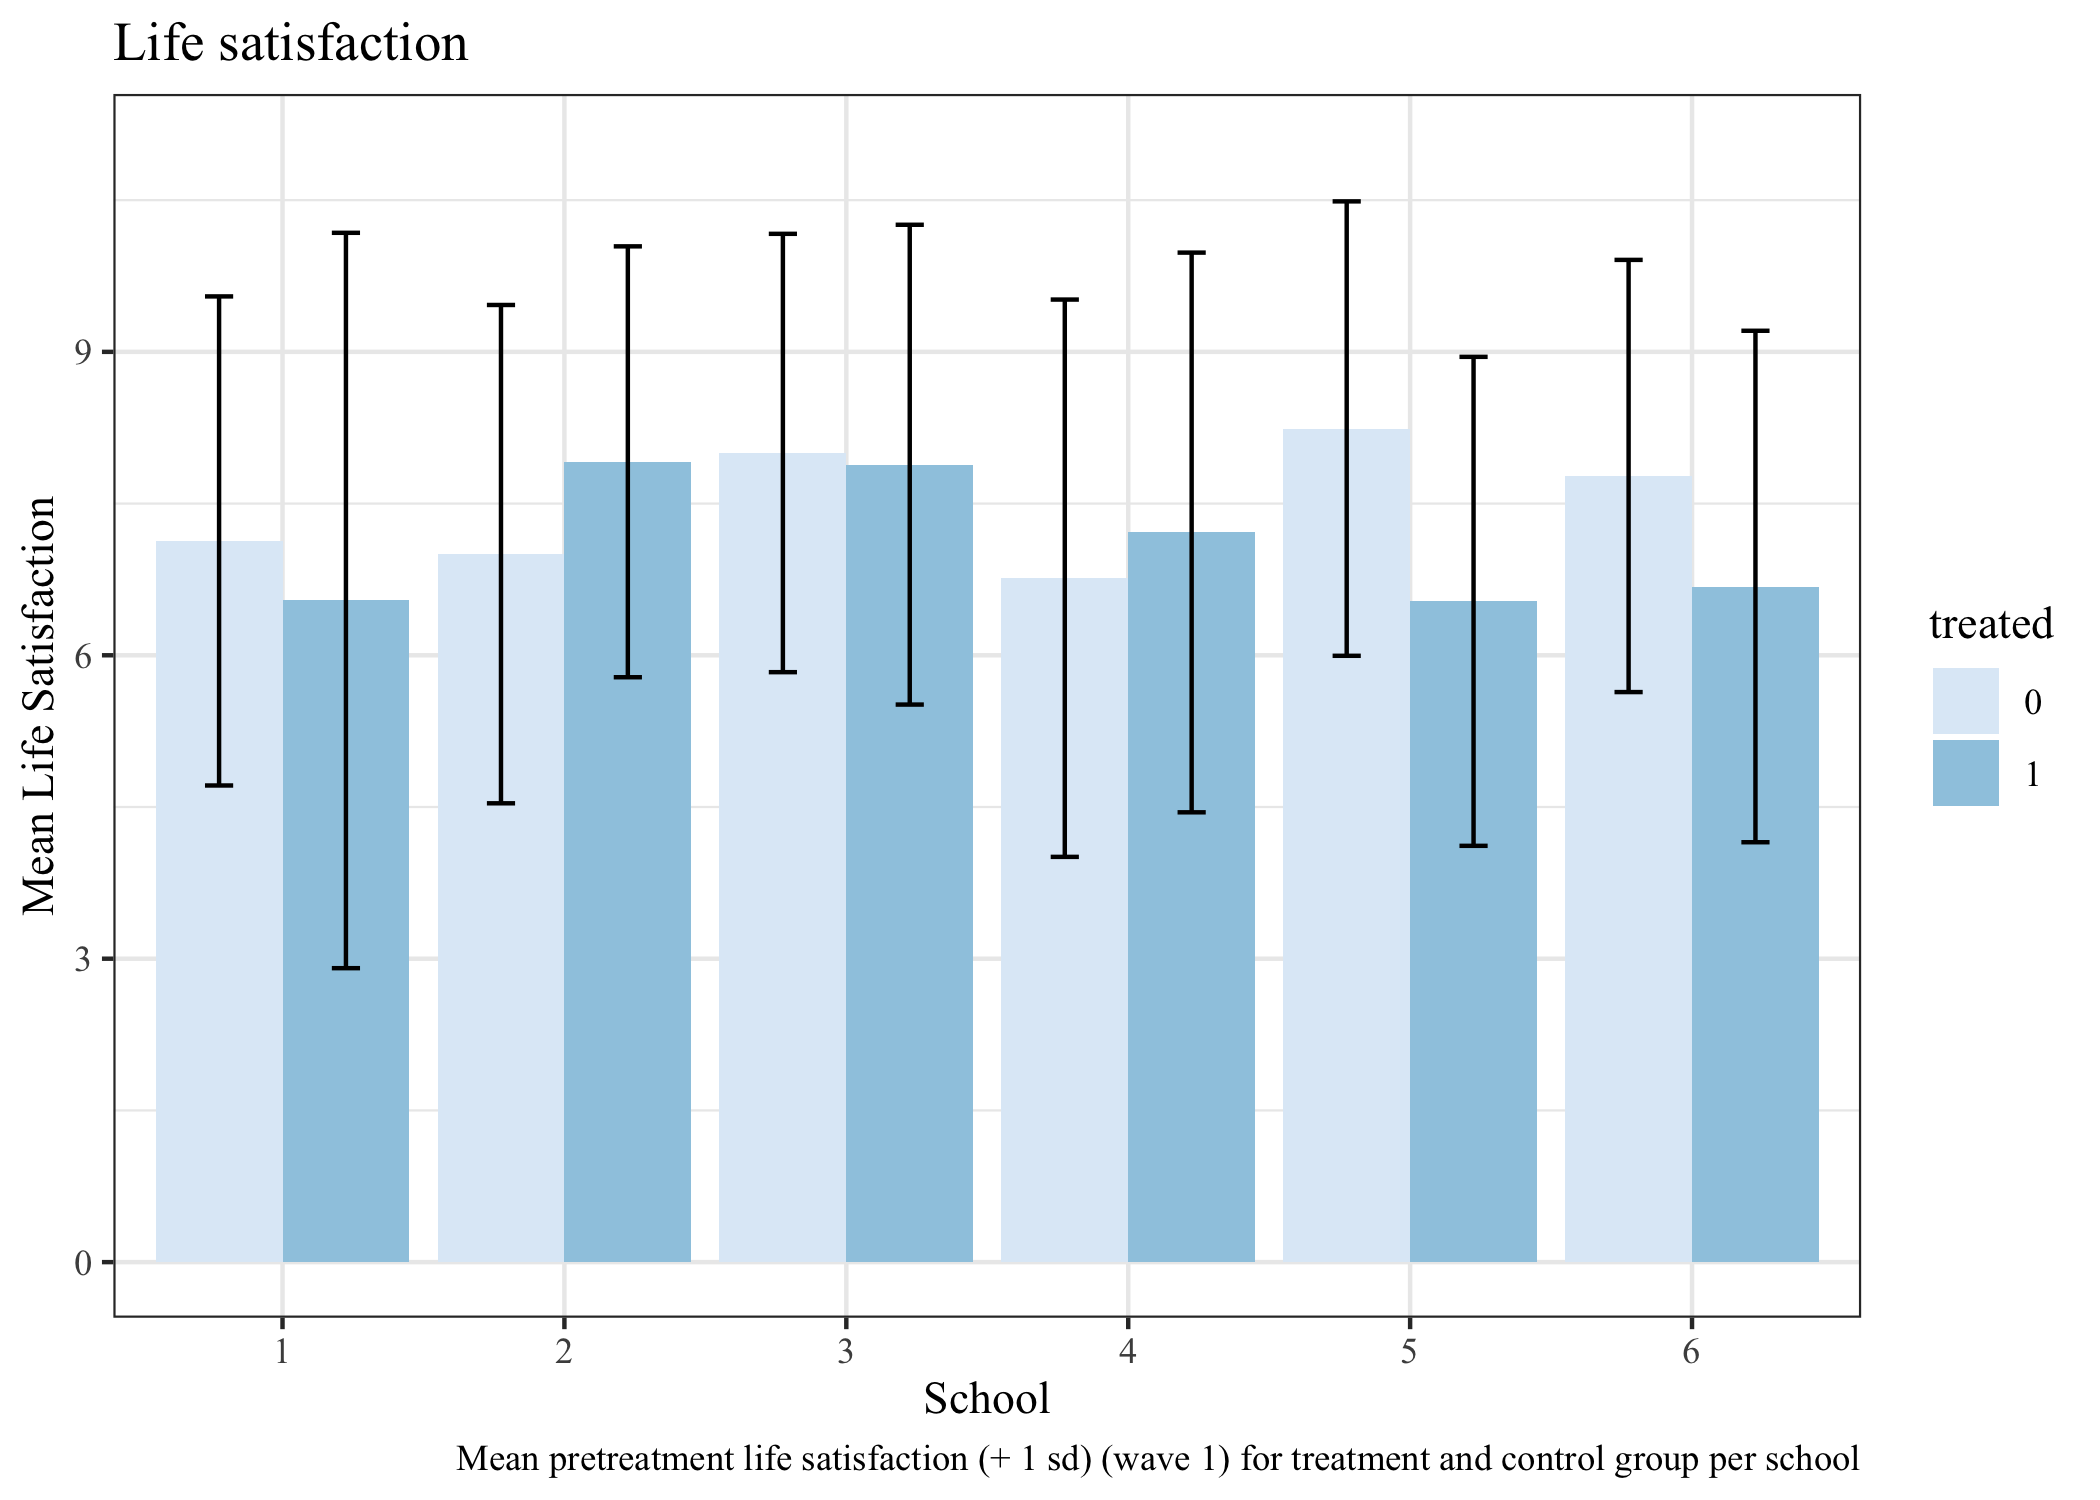 Life satisfaction
Mean Life Satisfaction
9
6
3
0
1
2
3
4
5
6
School
treated
0
1
Mean pretreatment life satisfaction (+ 1 sd) (wave 1) for treatment and control group per school